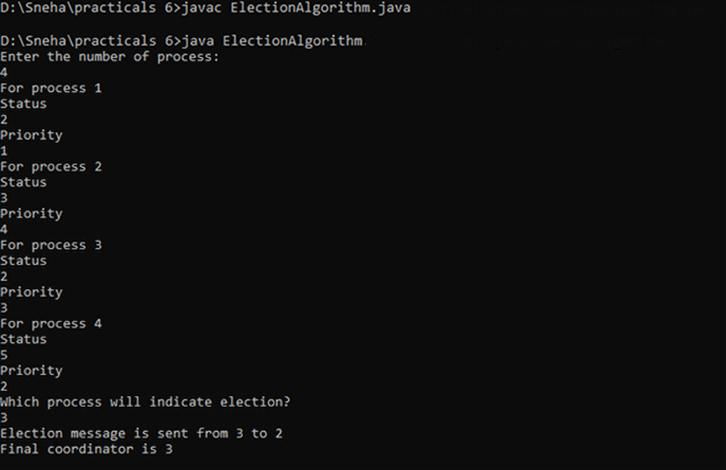 D:\Sneha\practicals 6>javac ElectionAlgorithm.java
D:\Sneha\practicals 6>java ElectionAlgorithm
Enter the number of process:
4
For process 1
Status
2
Priority
1
For process 2
Status
3
Priority
4
For process 3
Status
2
Priority
3
For process 4
Status
5
Priority
2
Which process will indicate election?
3
Election message is sent from 3 to 2
Final coordinator is 3